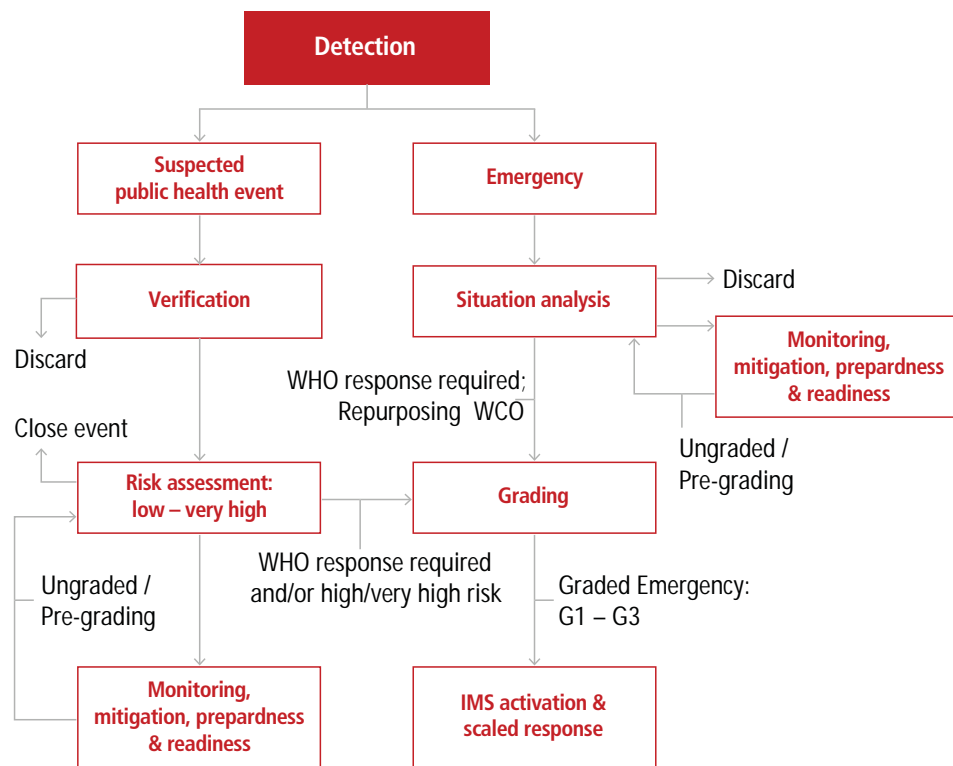 Detection
Suspected
public health event
Emergency
Verification
Situation analysis
Discard
Discard
Monitoring,
mitigation, prepardness
& readiness
WHO response required;
Repurposing WCO
Close event
Ungraded /
Pre-grading
Risk assessment:
low – very high
Grading
WHO response required
and/or high/very high risk
Ungraded /
Pre-grading
Graded Emergency:
G1 – G3
Monitoring,
mitigation, prepardness
& readiness
IMS activation &
scaled response